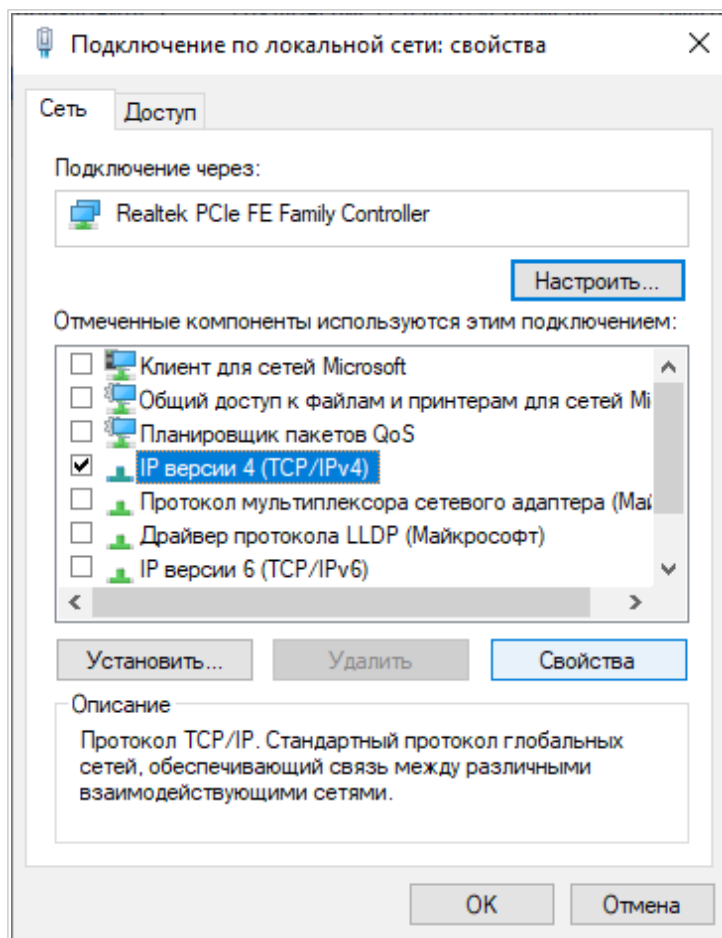 Подключение по локальной сети: свойства
Сеть
Доступ
Подключение через:
Realtek PCIe FE Family Controller
Настроить...
Отмеченные компоненты используются этим подключением:
Клиент для сетей Microsoft
Общий доступ к файлам и принтерам для сетей Mi
Планировщик пакетов QoS
IP версии 4 (TCP/IPv4)
Протокол мультиплексора сетевого адаптера (Май
Драйвер протокола LLDP (Майкрософт)
IP версии 6 (TCP/IPv6)
Установить...
Удалить
Свойства
Описание
Протокол TCP/IP. Стандартный протокол глобальных
сетей, обеспечивающий связь между различными
взаимодействующими сетями.
OK
Отмена